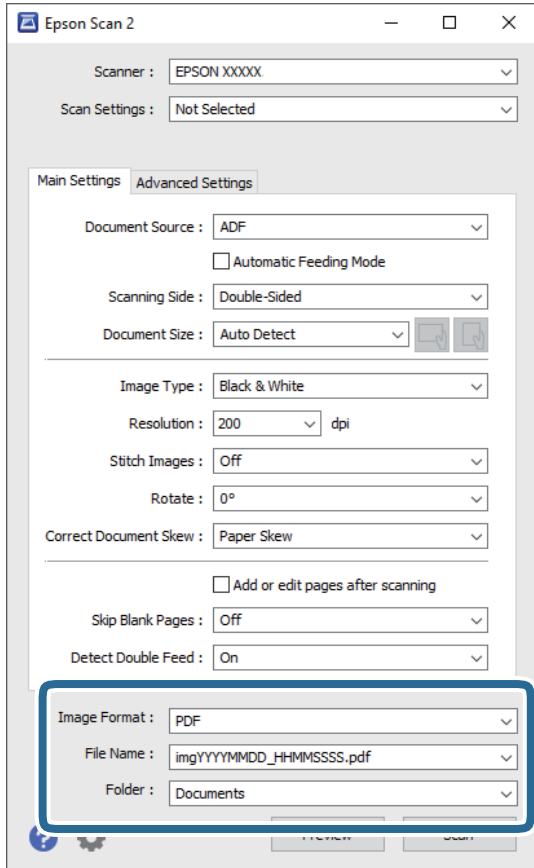 Epson Scan 2
Scanner : EPSON XXXXX
Scan Settings : Not Selected
Main Settings Advanced Settings
Document Source : ADF
Automatic Feeding Mode
Scanning Side : Double-Sided
Document Size : Auto Detect
Image Type : Black & White
Resolution : 200 dpi
Stitch Images : Off
Rotate : 0°
Correct Document Skew : Paper Skew
Add or edit pages after scanning
Skip Blank Pages : Off
Detect Double Feed : On
Image Format : PDF
File Name : imgYYYYMMDD_HHMMSSSS.pdf
Folder : Documents
? Preview Scan